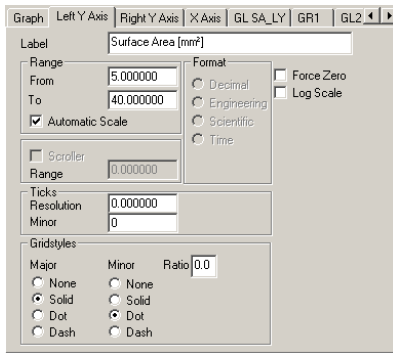 Graph Left Y Axis Right Y Axis X Axis GL SA_LY GR1 GL2
Label Surface Area [mm²]
Range
From 5.000000
To 40.000000
Automatic Scale
Format
Decimal
Engineering
Scientific
Time
Force Zero
Log Scale
Scroller
Range 0.000000
Ticks
Resolution 0.000000
Minor 0
Gridstyles
Major Minor Ratio 0.0
None None
Solid Solid
Dot Dot
Dash Dash